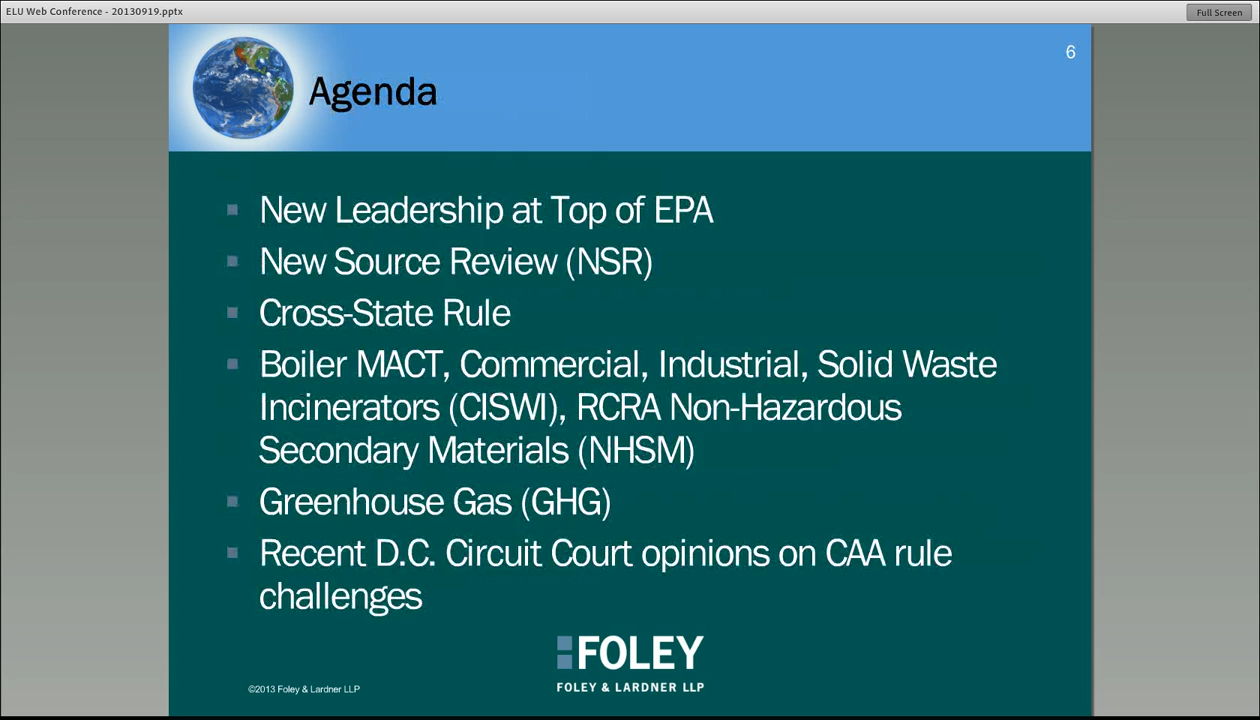 ELU Web Conference - 20130919.pptx
Full Screen
6
Agenda
New Leadership at Top of EPA
New Source Review (NSR)
Cross-State Rule
Boiler MACT, Commercial, Industrial, Solid Waste
Incinerators (CISWI), RCRA Non-Hazardous
Secondary Materials (NHSM)
Greenhouse Gas (GHG)
Recent D.C. Circuit Court opinions on CAA rule
challenges
FOLEY
FOLEY & LARDNER LLP
©2013 Foley & Lardner LLP